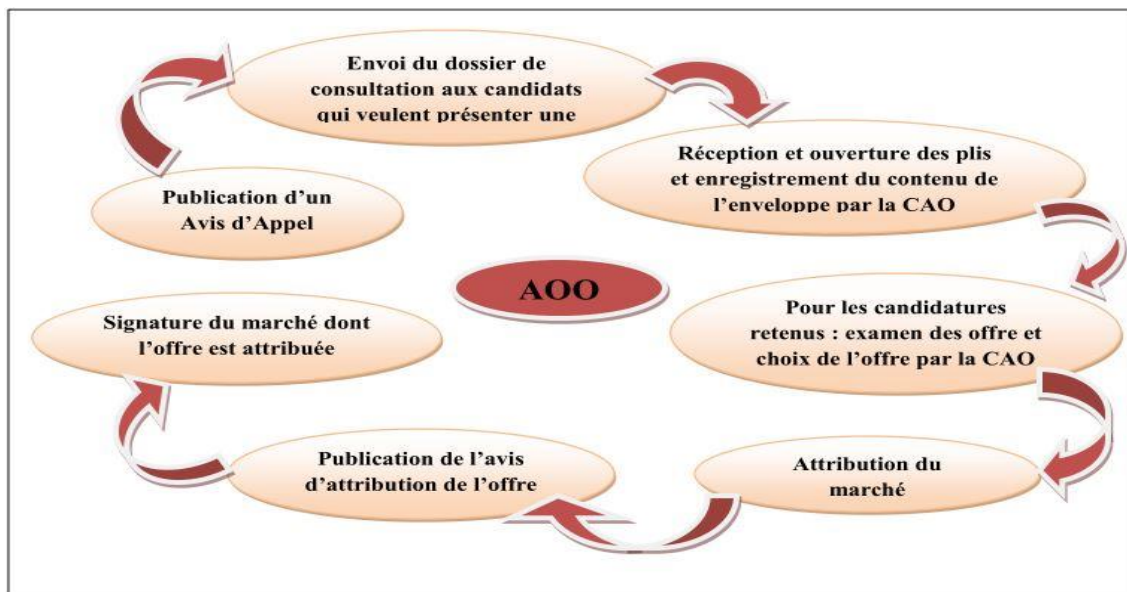 Envoi du dossier de
consultation aux candidats
qui veulent présenter une
Réception et ouverture des plis
et enregistrement du contenu de
l’enveloppe par la CAO
Publication d’un
Avis d’Appel
AOO
Pour les candidatures
retenus : examen des offre et
choix de l’offre par la CAO
Signature du marché dont
l’offre est attribuée
Publication de l’avis
d’attribution de l’offre
Attribution du
marché